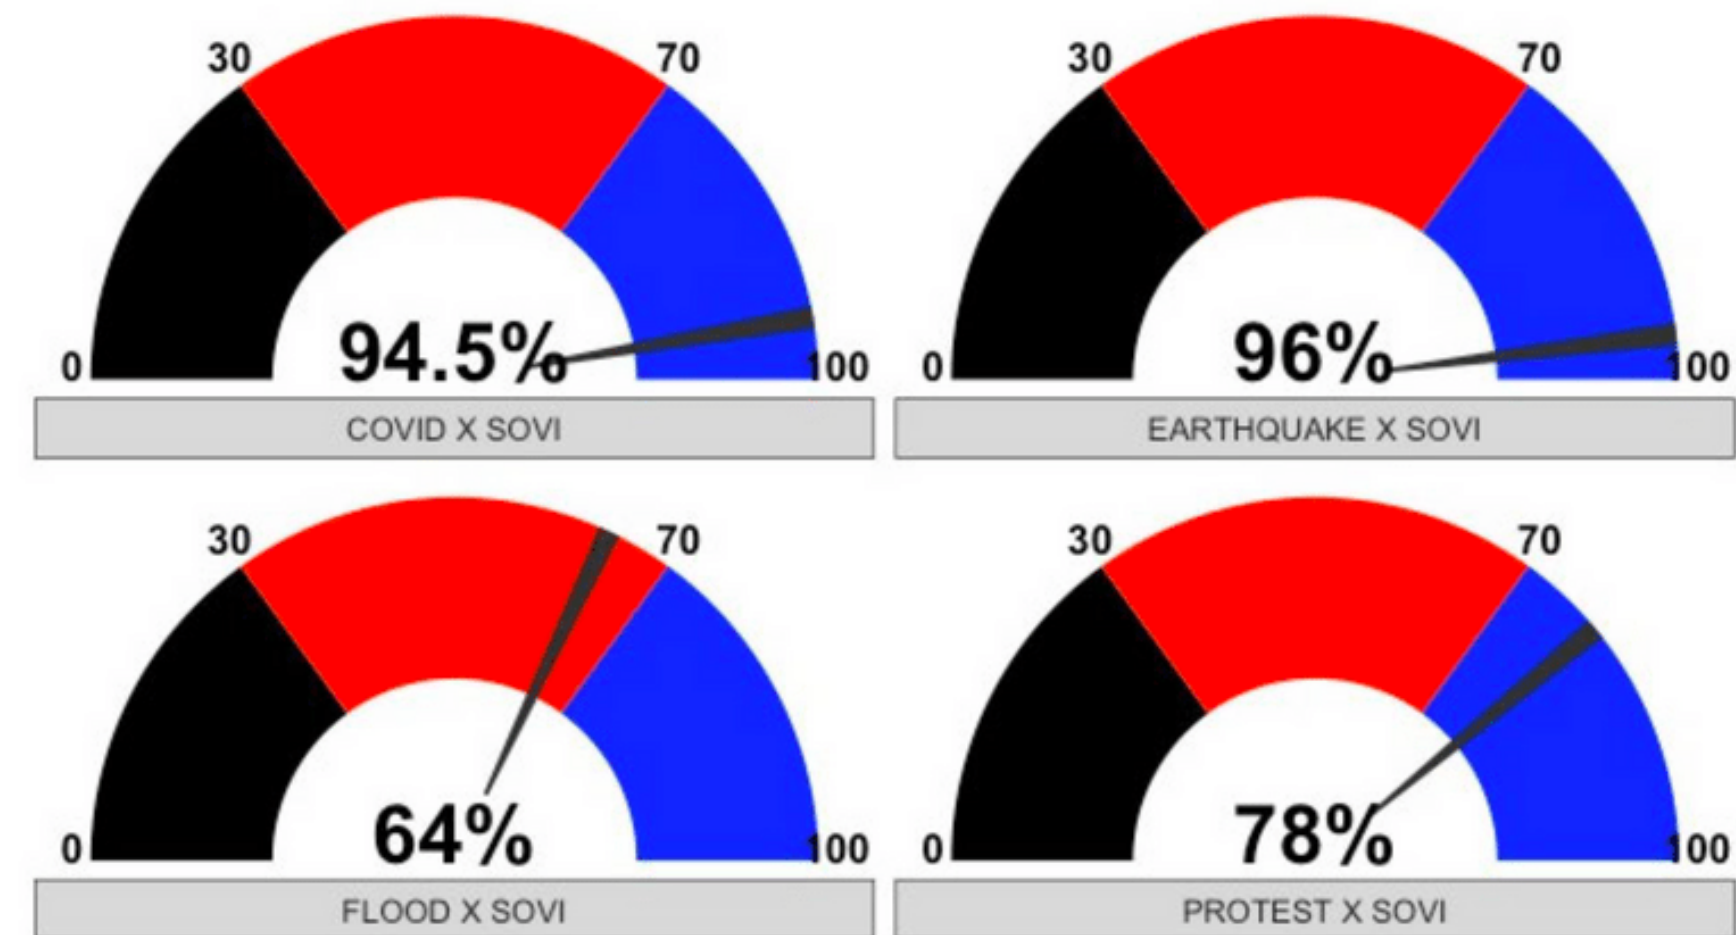 30 70
0 94.5% 100
COVID X SOVI
30 70
0 96% 100
EARTHQUAKE X SOVI
30 70
0 64% 100
FLOOD X SOVI
30 70
0 78% 100
PROTEST X SOVI